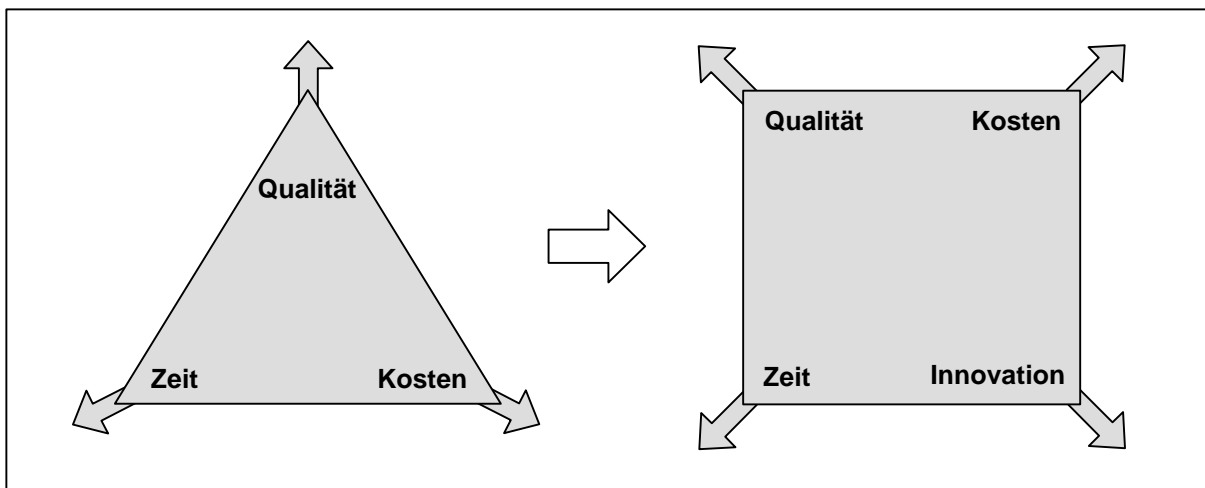 Qualität
Zeit
Kosten
Qualität
Kosten
Zeit
Innovation